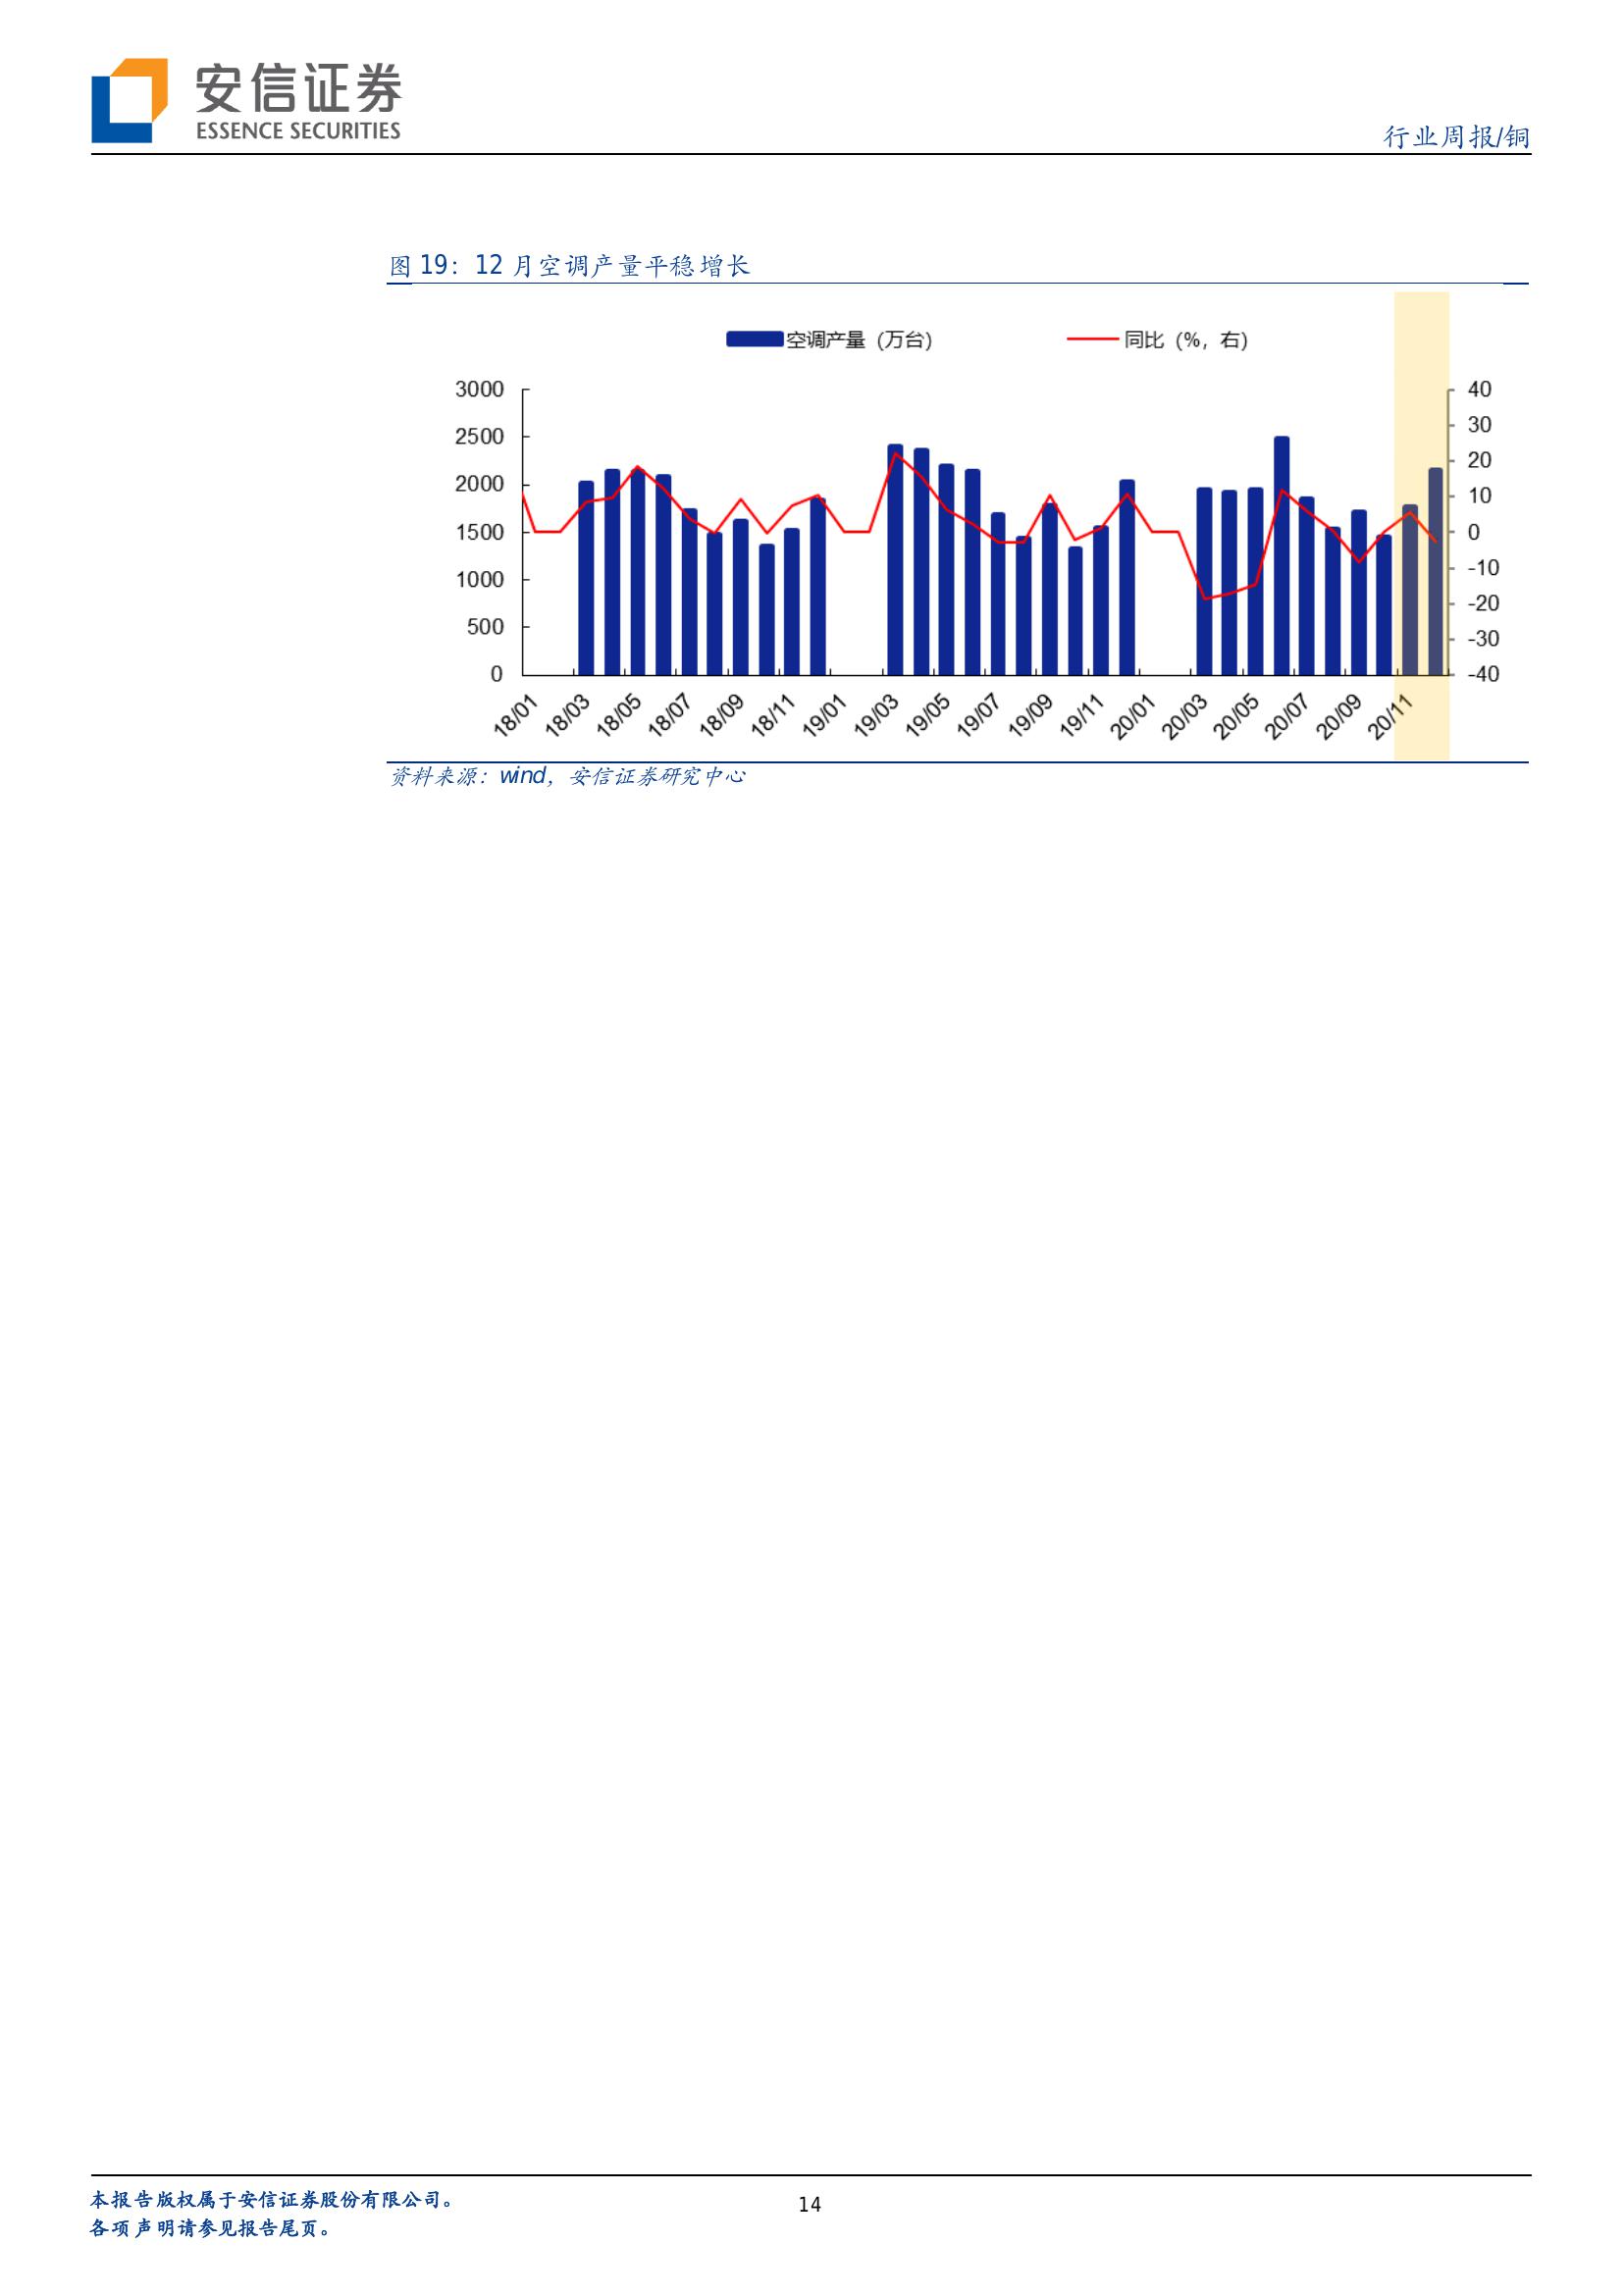 安信证券
ESSENCE SECURITIES
行业周报/铜
图 19：12 月空调产量平稳增长
空调产量（万台） 同比（%，右）
3000 40
2500 30
2000 20
1500 10
1000 0
500 -10
0 -20
-30
-40
18/01 18/03 18/05 18/07 18/09 18/11 19/01 19/03 19/05 19/07 19/09 19/11 20/01 20/03 20/05 20/07 20/09 20/11
资料来源：wind，安信证券研究中心
本报告版权属于安信证券股份有限公司。
各项声明请参见报告尾页。
14